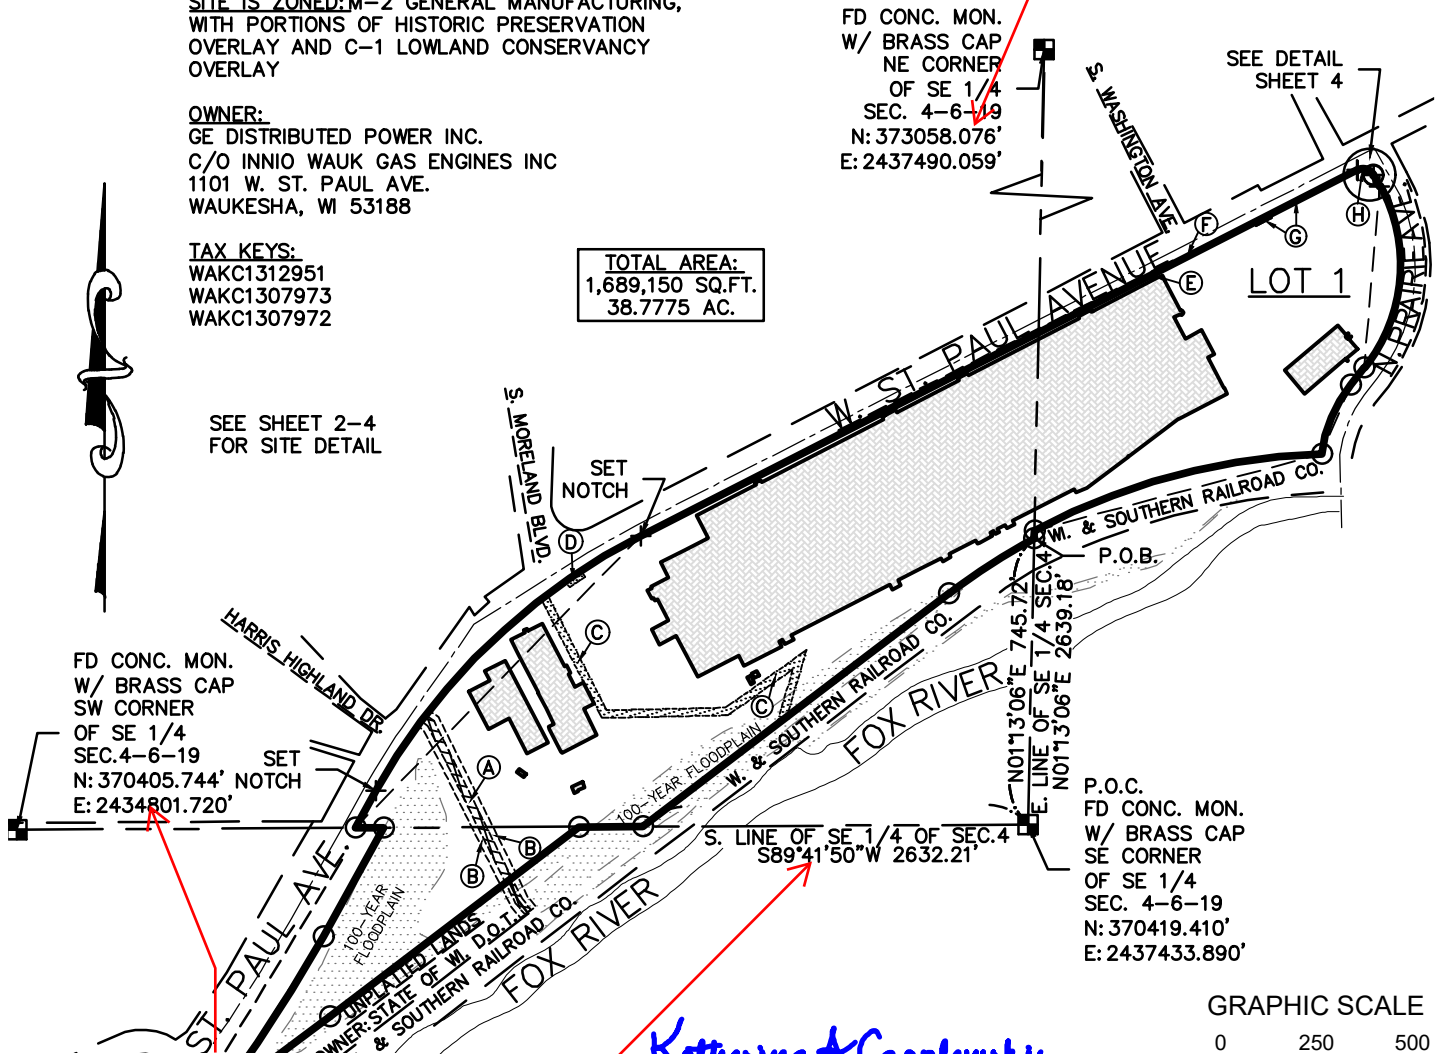 SITE IS ZONED: M-2 GENERAL MANUFACTURING,
WITH PORTIONS OF HISTORIC PRESERVATION
OVERLAY AND C-1 LOWLAND CONSERVANCY
OVERLAY
OWNER:
GE DISTRIBUTED POWER INC.
C/O INNIO WAUK GAS ENGINES INC
1101 W. ST. PAUL AVE.
WAUKESHA, WI 53188
TAX KEYS:
WAKC1312951
WAKC1307973
WAKC1307972
SEE SHEET 2-4
FOR SITE DETAIL
TOTAL AREA:
1,689,150 SQ.FT.
38.7775 AC.
FD CONC. MON.
W/ BRASS CAP
NE CORNER
OF SE 1/4
SEC. 4-6-19
N: 373058.076'
E: 2437490.059'
S. WASHINGTON AVE.
SEE DETAIL
SHEET 4
H
G
F
E
LOT 1
N. PRAIRIE AVE.
W. ST. PAUL AVENUE
S. MORELAND BLVD.
SET
NOTCH
D
C
C
HARRIS HIGHLAND DR.
FD CONC. MON.
W/ BRASS CAP
SW CORNER
OF SE 1/4
SEC.4-6-19
N: 370405.744'
E: 2434801.720'
SET
NOTCH
A
B
B
WI. & SOUTHERN RAILROAD CO.
P.O.B.
N01°13'06"E 745.72'
E. LINE OF SE 1/4 SEC.4
N01°13'06"E 2639.18'
W. & SOUTHERN RAILROAD CO.
100-YEAR FLOODPLAIN
FOX RIVER
S. LINE OF SE 1/4 OF SEC.4
S89°41'50"W 2632.21'
P.O.C.
FD CONC. MON.
W/ BRASS CAP
SE CORNER
OF SE 1/4
SEC. 4-6-19
N: 370419.410'
E: 2437433.890'
100-YEAR
FLOODPLAIN
ST. PAUL AVE.
UNPLATTED LANDS
OWNER: STATE OF WI. D.O.T.
& SOUTHERN RAILROAD CO.
FOX RIVER
GRAPHIC SCALE
0 250 500